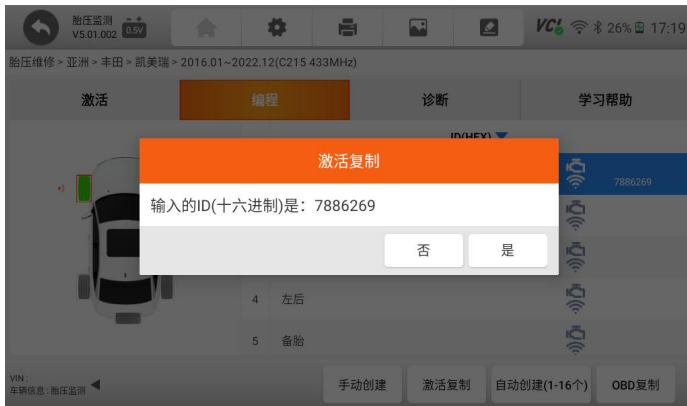 胎压监测
V5.01.002 0.5V VCI 26% 17:19
胎压维修 > 亚洲 > 丰田 > 凯美瑞 > 2016.01~2022.12(C215 433MHz)
激活 编程 诊断 学习帮助
ID(HEX)
激活复制
7886269
输入的ID(十六进制)是：7886269
否 是
4 左后
5 备胎
VIN :
车辆信息 : 胎压监测
手动创建 激活复制 自动创建(1-16个) OBD复制